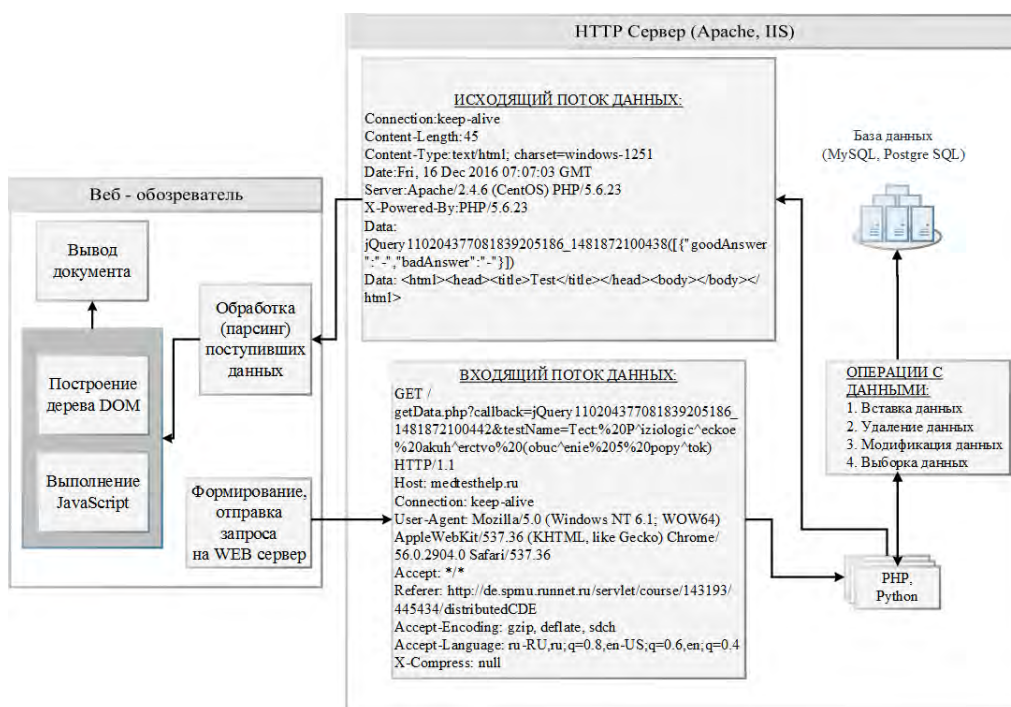 HTTP Сервер (Apache, IIS)
ИСХОДЯЩИЙ ПОТОК ДАННЫХ:
Connection:keep-alive
Content-Length:45
Content-Type:text/html; charset=windows-1251
Date:Fri, 16 Dec 2016 07:07:03 GMT
Server:Apache/2.4.6 (CentOS) PHP/5.6.23
X-Powered-By:PHP/5.6.23
Data:
jQuery110204377081839205186_1481872100438([{"goodAnswer
":"-","badAnswer":"-"}])
Data: <html><head><title>Test</title></head><body></body></
html>
База данных
(MySQL, Postgre SQL)
Веб - обозреватель
Вывод
документа
Обработка
(парсинг)
поступивших
данных
Построение
дерева DOM
Выполнение
JavaScript
Формирование,
отправка
запроса
на WEB сервер
ВХОДЯЩИЙ ПОТОК ДАННЫХ:
GET /
getData.php?callback=jQuery110204377081839205186_
1481872100442&testName=Тест:%20P^iziologic^eckoe
%20akuh^erctvo%20(obuc^enie%205%20popy^tok)
HTTP/1.1
Host: medtesthelp.ru
Connection: keep-alive
User-Agent: Mozilla/5.0 (Windows NT 6.1; WOW64)
AppleWebKit/537.36 (KHTML, like Gecko) Chrome/
56.0.2904.0 Safari/537.36
Accept: */*
Referer: http://de.spmu.runnet.ru/servlet/course/143193/
445434/distributedCDE
Accept-Encoding: gzip, deflate, sdch
Accept-Language: ru-RU,ru;q=0.8,en-US;q=0.6,en;q=0.4
X-Compress: null
ОПЕРАЦИИ С
ДАННЫМИ:
1. Вставка данных
2. Удаление данных
3. Модификация данных
4. Выборка данных
PHP,
Python